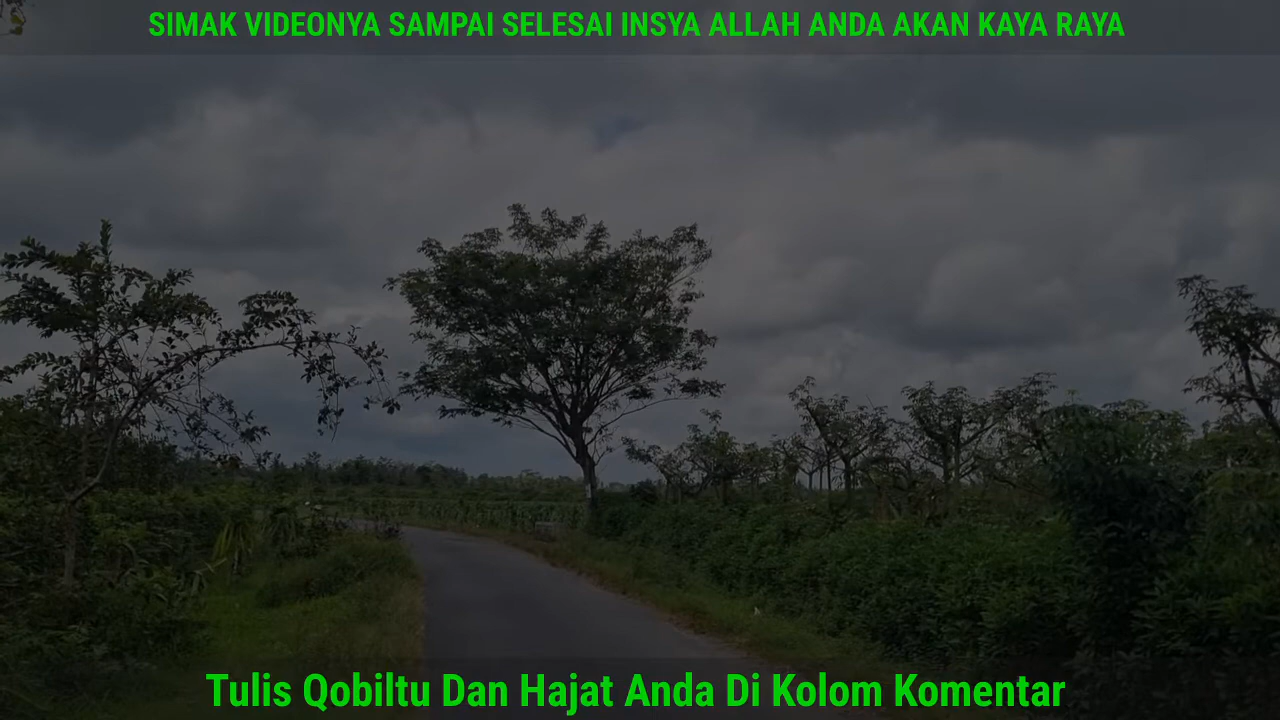 SIMAK VIDEONYA SAMPAI SELESAI INSYA ALLAH ANDA AKAN KAYA RAYA
Tulis Qobiltu Dan Hajat Anda Di Kolom Komentar